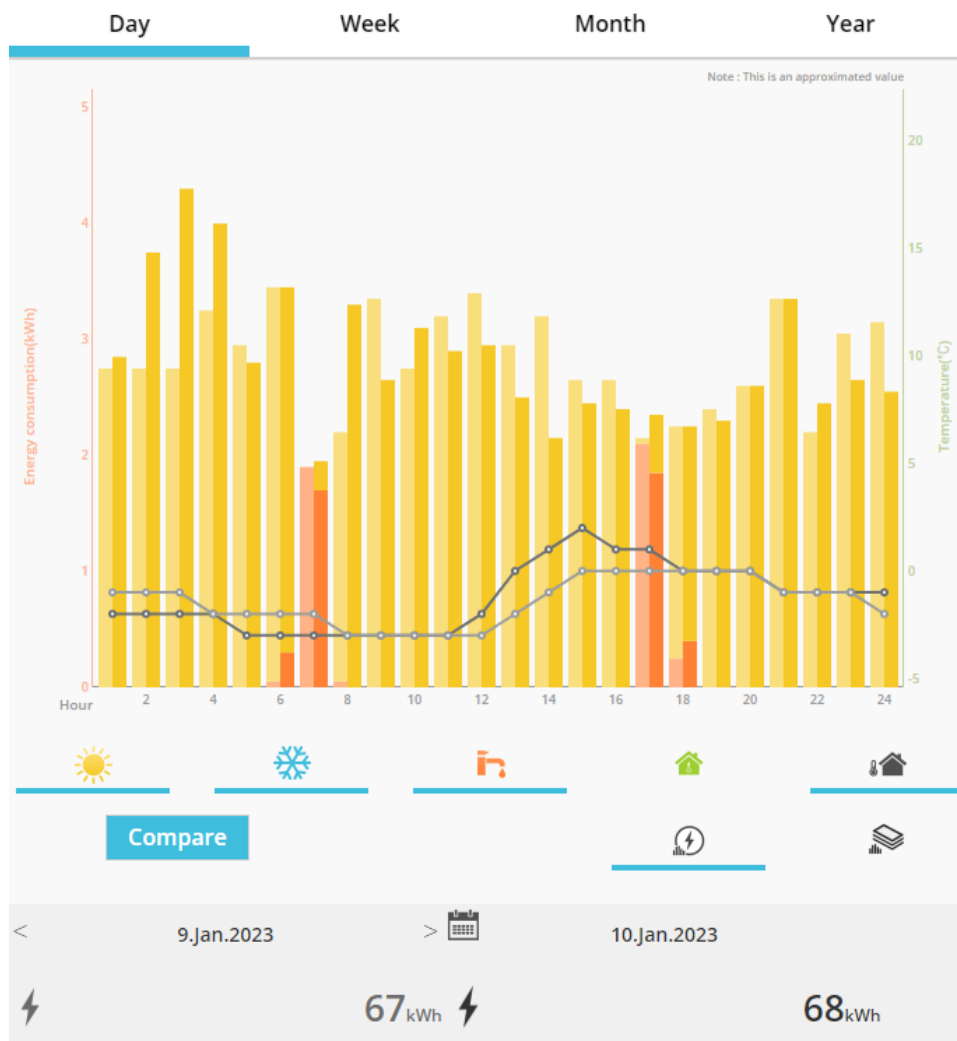 Day Week Month Year
Note : This is an approximated value
5
4
3
2
1
0
Energy consumption(kWh)
20
15
10
5
0
-5
Temperature(°C)
Hour 2 4 6 8 10 12 14 16 18 20 22 24
Compare
< 9.Jan.2023 > 10.Jan.2023
67kWh 68kWh